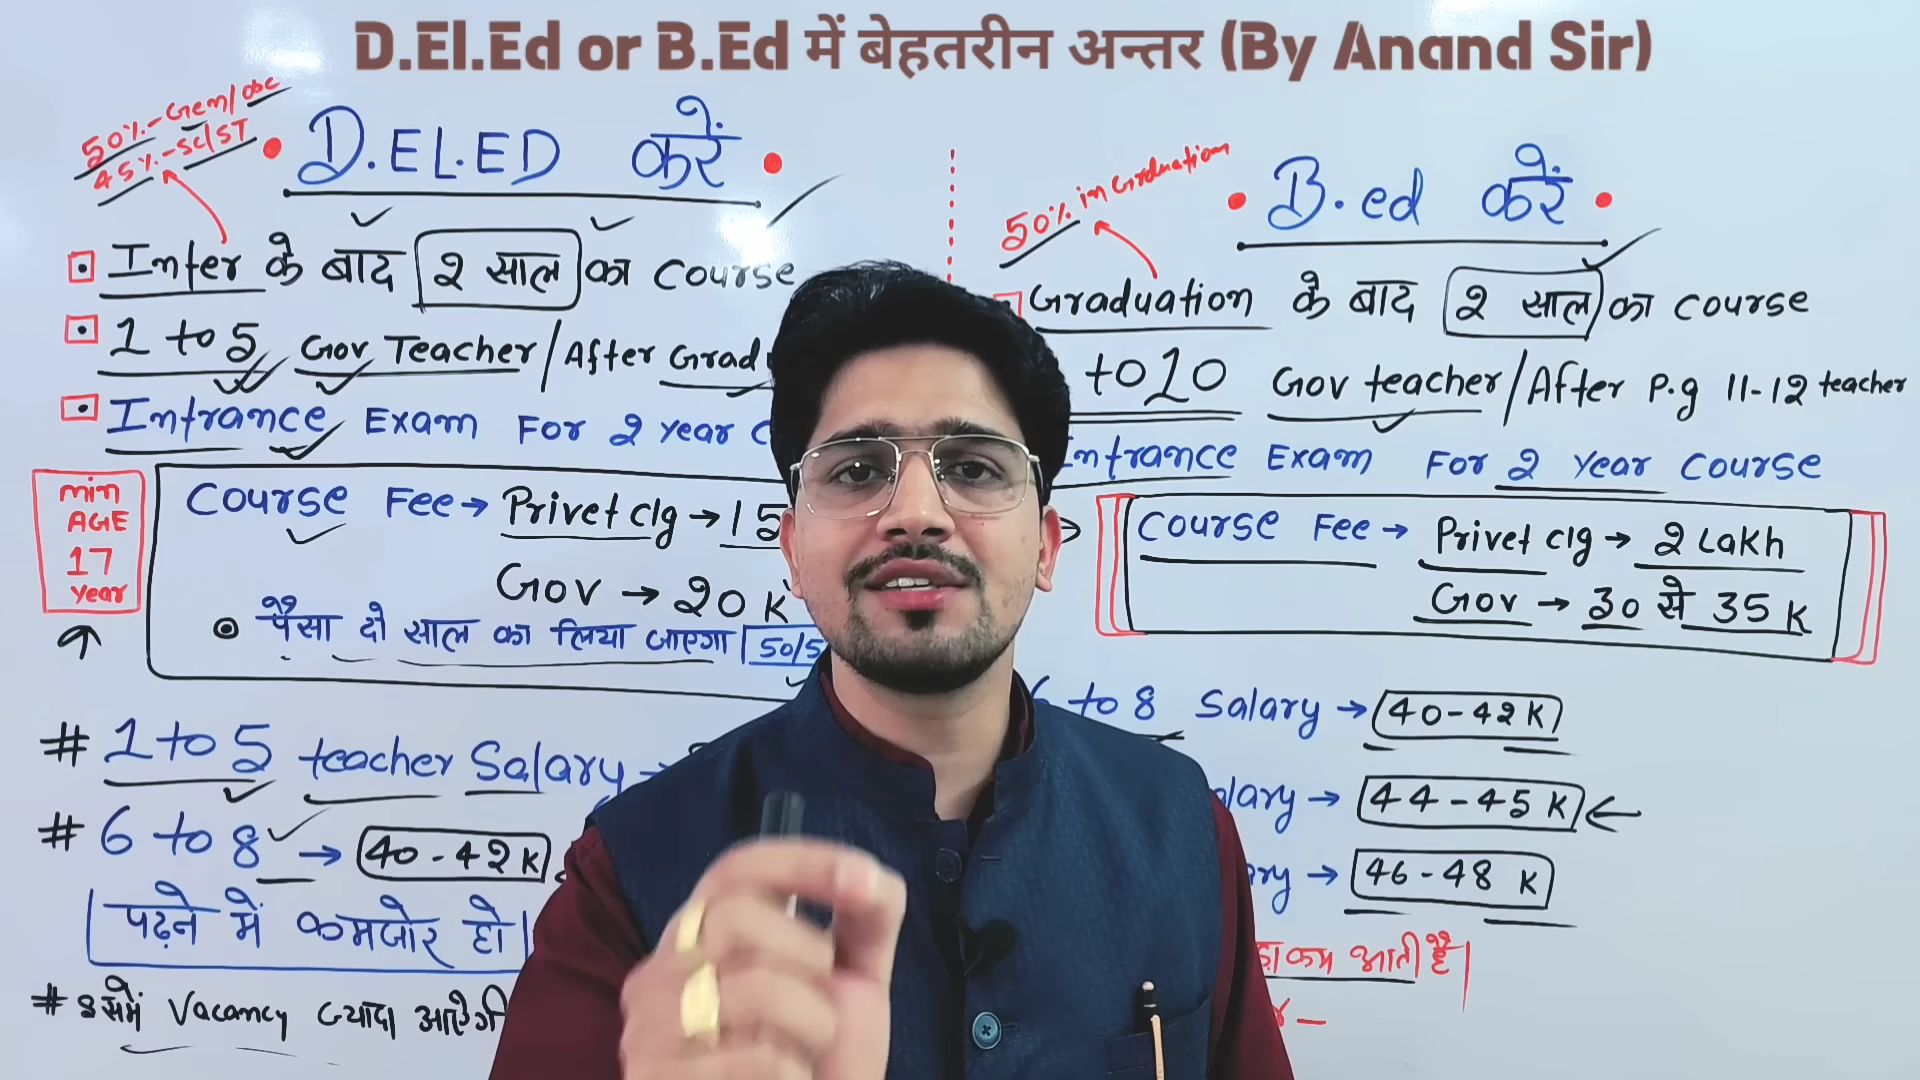 D.El.Ed or B.Ed में बेहतरीन अन्तर (By Anand Sir)
50%-Gen/obc
45%-SC/ST
D.EL.ED करें
Inter के बाद 2 साल का Course
1 to 5 Gov Teacher/After Grad
Intrance Exam For 2 year C
min
AGE
17
year
Course Fee→ Privet clg →15
Gov → 20 K
पैसा दो साल का लिया जाएगा 50/5
# 1 to 5 teacher Salary →
# 6 to 8 → 40-42 K
पढ़ने में कमजोर हो
# इसमें Vacancy ज्यादा आऐगी
50% in Graduation
B.ed करें
Graduation के बाद 2 साल का Course
to 10 Gov teacher/After P.g 11-12 teacher
Intrance Exam For 2 Year Course
Course Fee → Privet clg → 2 Lakh
Gov → 30 से 35 K
6 to 8 Salary → 40-42 K
lary → 44-45 K
ry → 46-48 K
कम आती है।